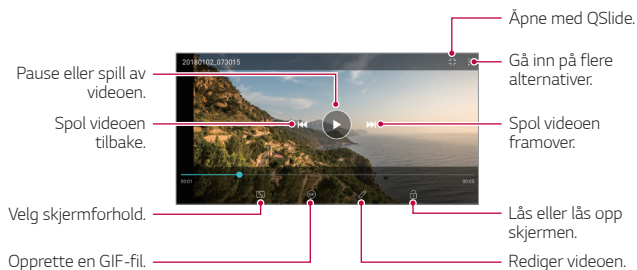 Åpne med QSlide.
20180102_073015
Gå inn på flere
alternativer.
Pause eller spill av
videoen.
Spol videoen
tilbake.
Spol videoen
framover.
00:01
00:05
GIF
Velg skjermforhold.
Lås eller lås opp
skjermen.
Opprette en GIF-fil.
Rediger videoen.